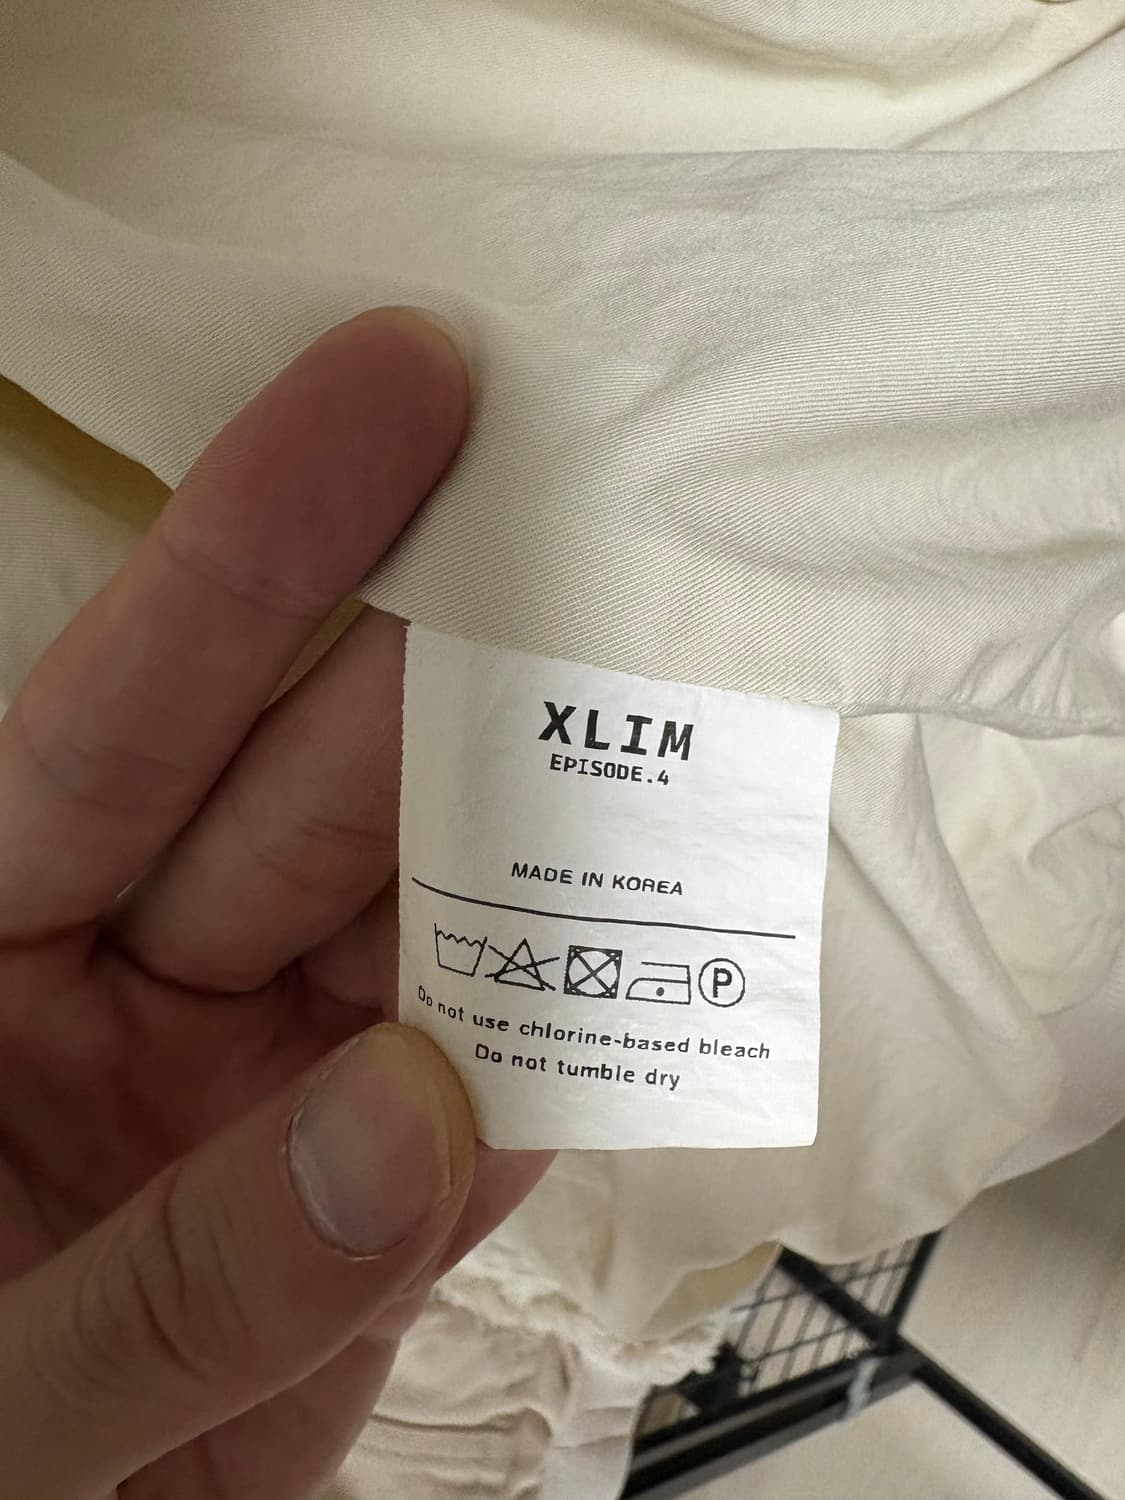 XLIM
EPISODE.4
MADE IN KOREA
P
Do not use chlorine-based bleach
Do not tumble dry